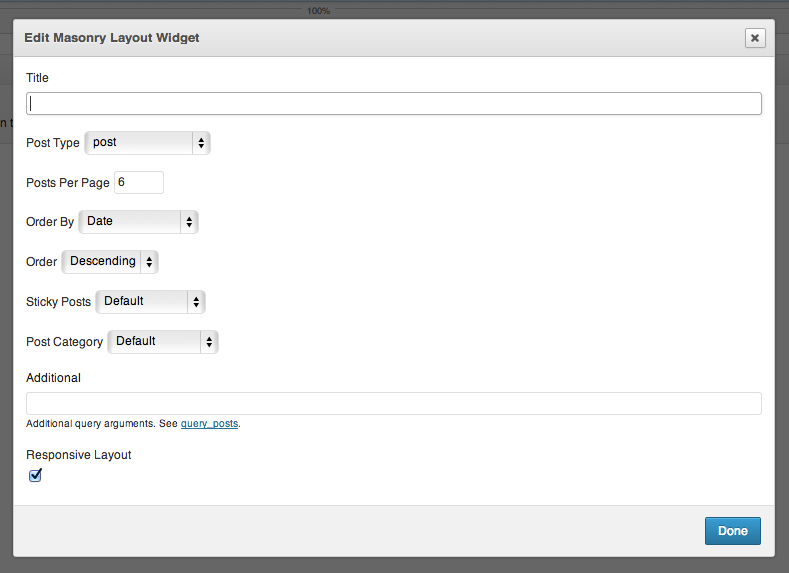 100%
Edit Masonry Layout Widget
Title
Post Type post
Posts Per Page 6
Order By Date
Order Descending
Sticky Posts Default
Post Category Default
Additional
Additional query arguments. See query_posts.
Responsive Layout
Done